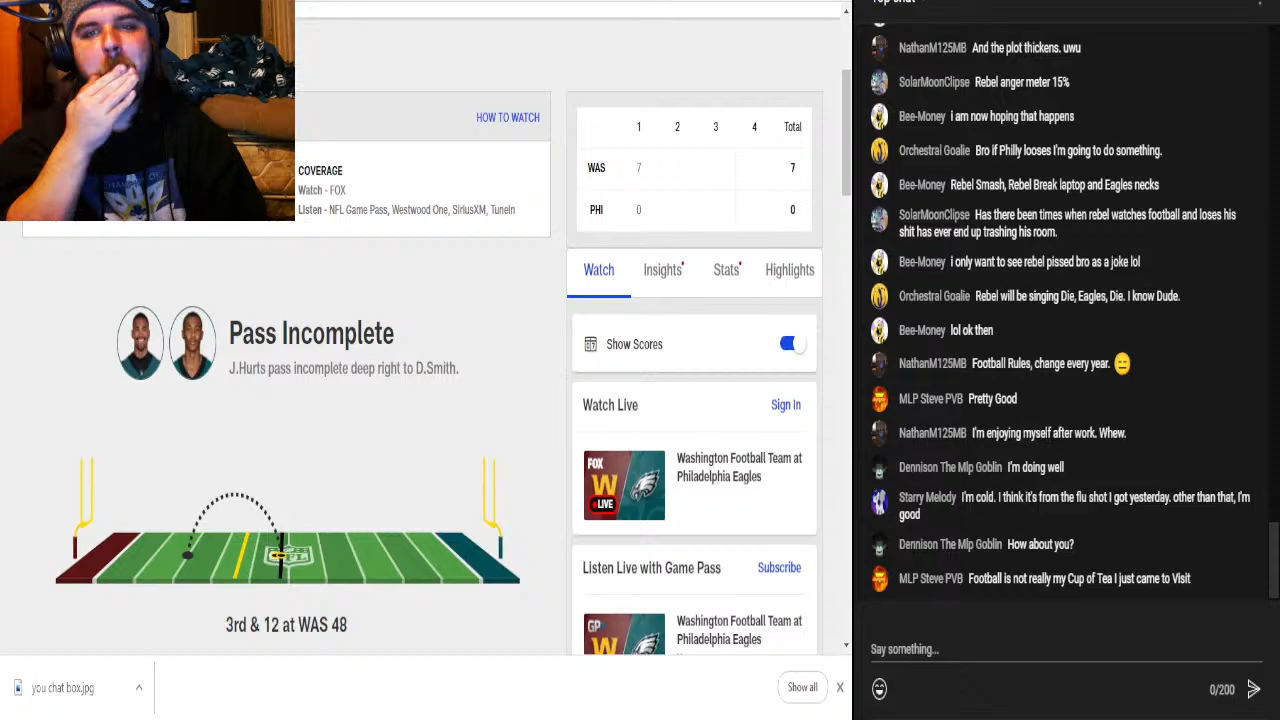 HOW TO WATCH
COVERAGE
Watch - FOX
Listen - NFL Game Pass, Westwood One, SiriusXM, TuneIn
1 2 3 4 Total
WAS 7 7
PHI 0 0
Watch Insights Stats Highlights
Show Scores
Pass Incomplete
J.Hurts pass incomplete deep right to D.Smith.
Watch Live Sign In
FOX
W
LIVE
Washington Football Team at
Philadelphia Eagles
Listen Live with Game Pass Subscribe
GP
W
Washington Football Team at
Philadelphia Eagles
NFL
3rd & 12 at WAS 48
you chat box.jpg
Show all X
NathanM125MB And the plot thickens. uwu
SolarMoonClipse Rebel anger meter 15%
Bee-Money i am now hoping that happens
Orchestral Goalie Bro if Philly looses I'm going to do something.
Bee-Money Rebel Smash, Rebel Break laptop and Eagles necks
SolarMoonClipse Has there been times when rebel watches football and loses his
shit has ever end up trashing his room.
Bee-Money i only want to see rebel pissed bro as a joke lol
Orchestral Goalie Rebel will be singing Die, Eagles, Die. I know Dude.
Bee-Money lol ok then
NathanM125MB Football Rules, change every year. 😑
MLP Steve PVB Pretty Good
NathanM125MB I'm enjoying myself after work. Whew.
Dennison The Mlp Goblin I'm doing well
Starry Melody I'm cold. I think it's from the flu shot I got yesterday. other than that, I'm
good
Dennison The Mlp Goblin How about you?
MLP Steve PVB Football is not really my Cup of Tea I just came to Visit
Say something...
0/200